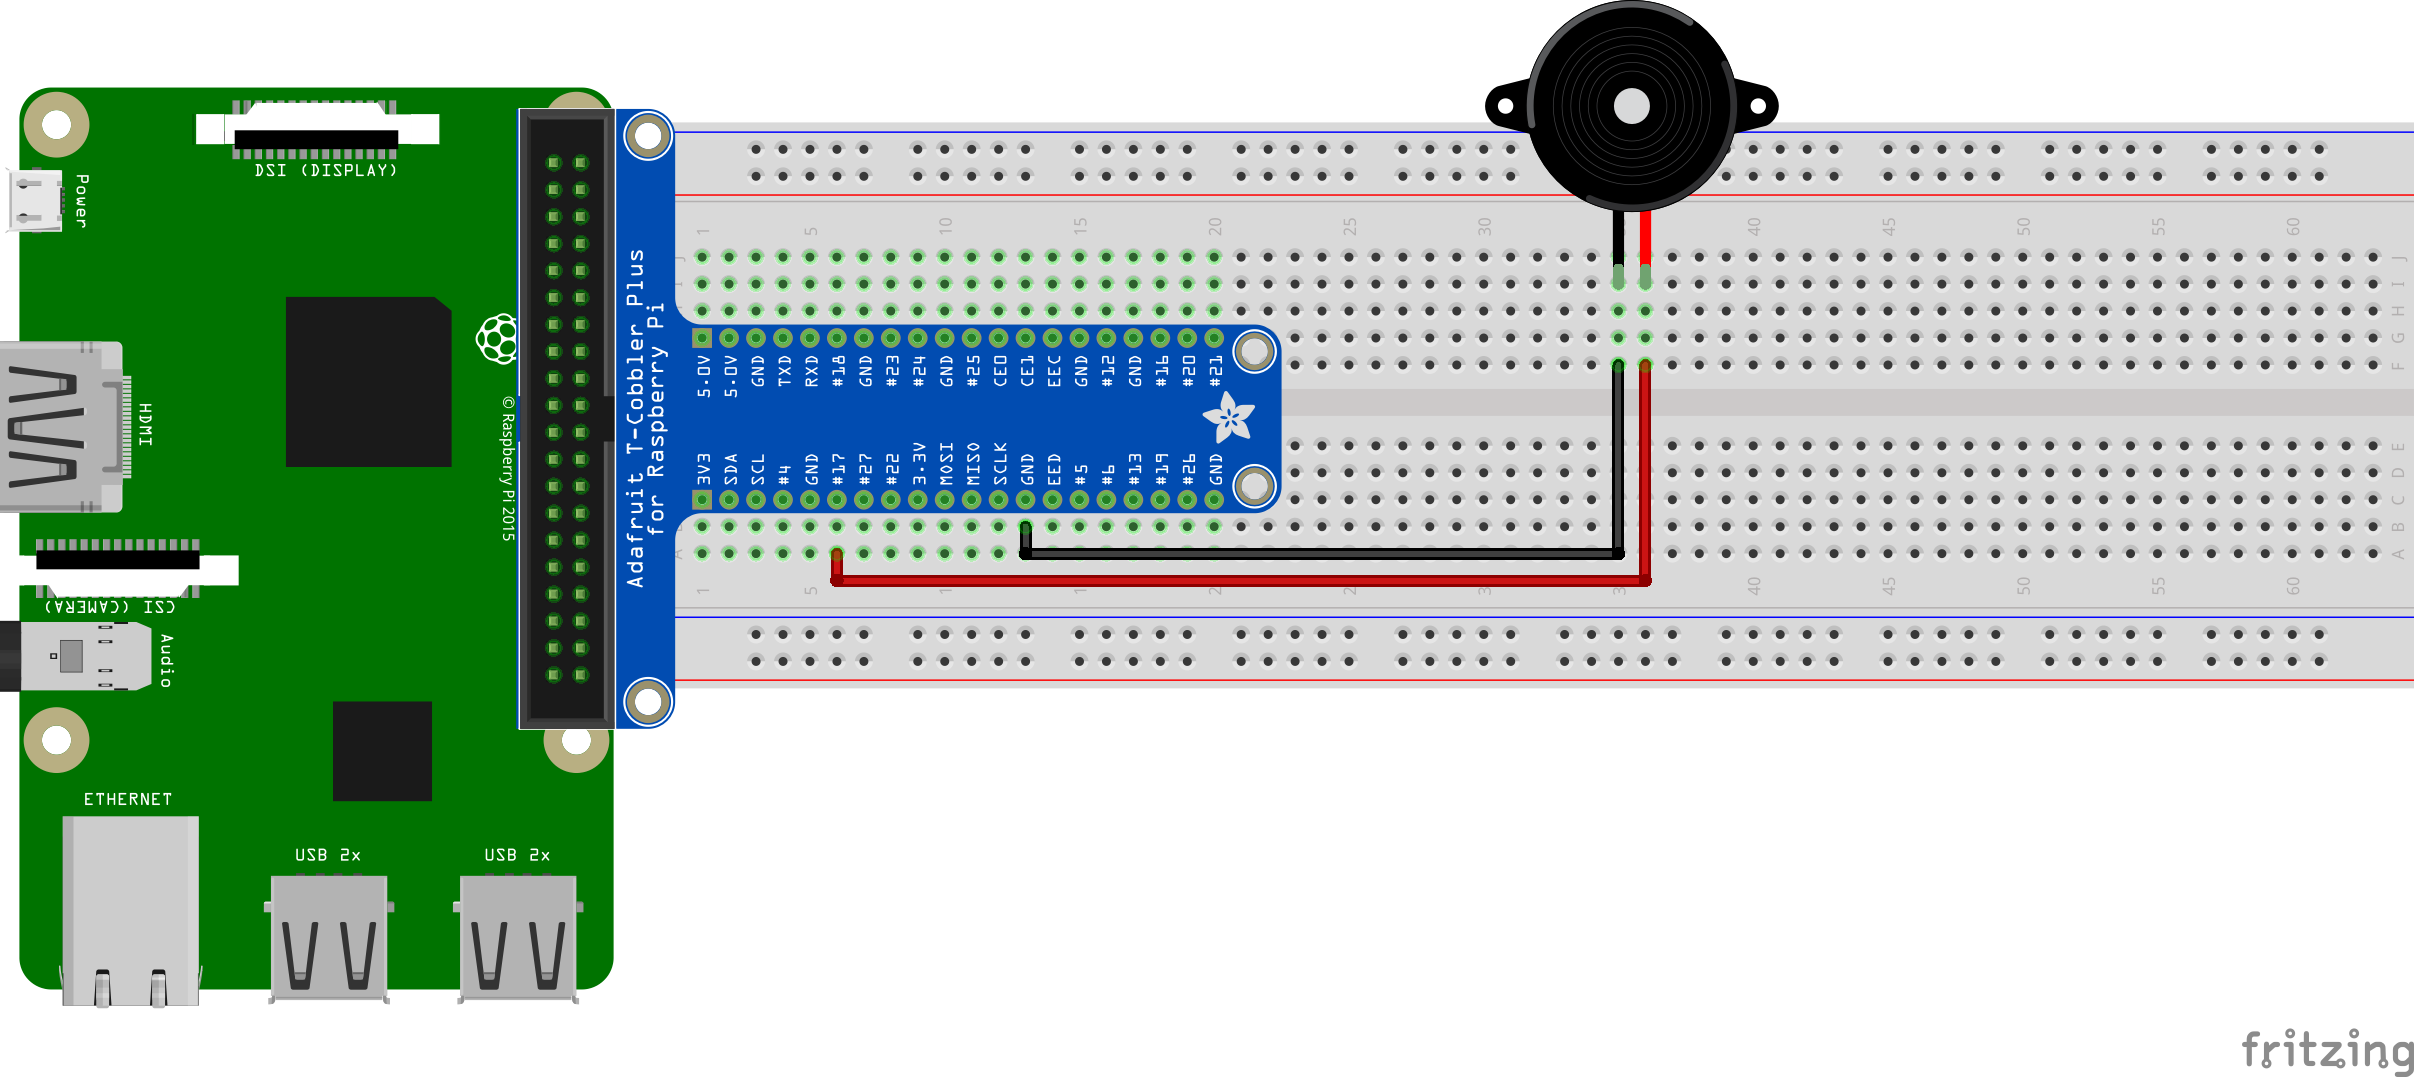 DSI (DISPLAY)
Power
HDMI
© Raspberry Pi 2015
CSI (CAMERA)
Audio
ETHERNET
USB 2x
USB 2x
Adafruit T-Cobbler Plus
for Raspberry Pi
1 5 10 15 20 25 30 40 45 50 55 60
J
I
H
G
F
5.0V 5.0V GND TXD RXD #18 GND #23 #24 GND #25 CE0 CE1 EEC GND #12 GND #16 #20 #21
3V3 SDA SCL #4 GND #17 #27 #22 3.3V MOSI MISO SCLK GND EED #5 #6 #13 #19 #26 GND
E
D
C
B
A
1 5 10 15 20 25 30 40 45 50 55 60
fritzing